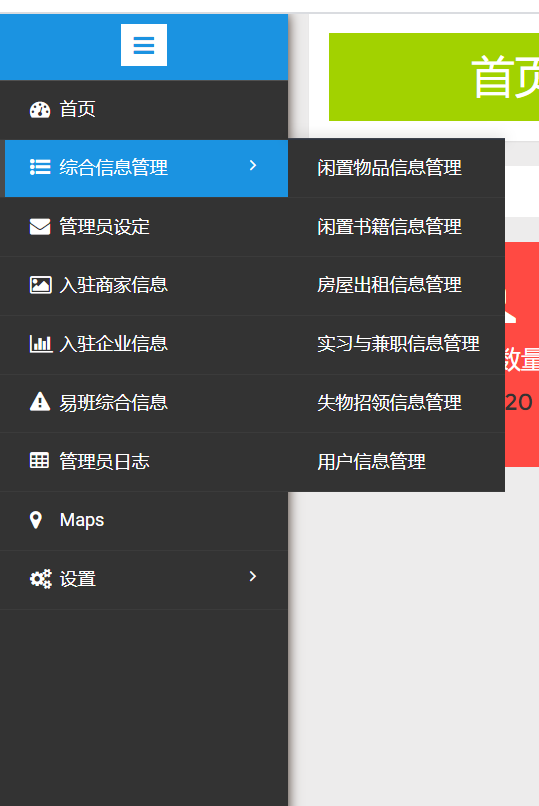 首页
首页
综合信息管理
管理员设定
入驻商家信息
入驻企业信息
易班综合信息
管理员日志
Maps
设置
闲置物品信息管理
闲置书籍信息管理
房屋出租信息管理
实习与兼职信息管理
失物招领信息管理
用户信息管理
数量
20